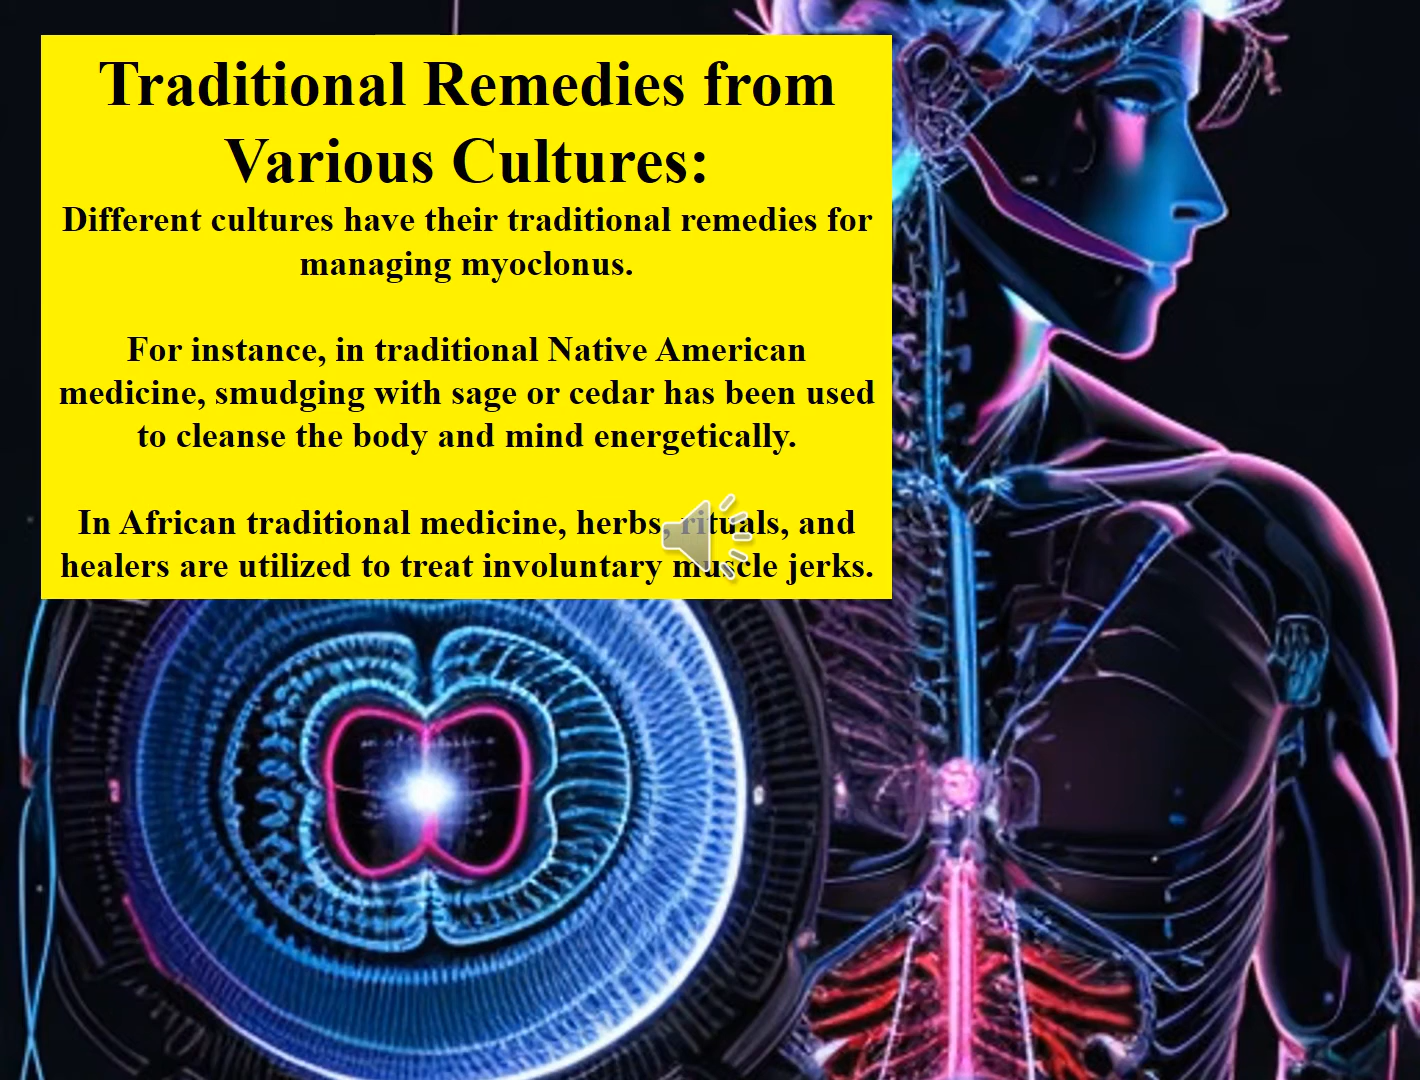 Traditional Remedies from
Various Cultures:
Different cultures have their traditional remedies for
managing myoclonus.
For instance, in traditional Native American
medicine, smudging with sage or cedar has been used
to cleanse the body and mind energetically.
In African traditional medicine, herbs, rituals, and
healers are utilized to treat involuntary muscle jerks.